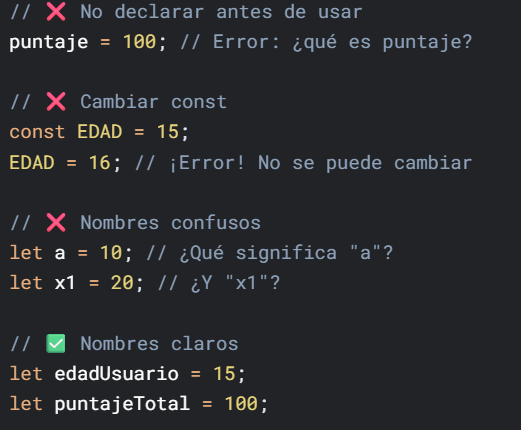 // ❌ No declarar antes de usar
puntaje = 100; // Error: ¿qué es puntaje?
// ❌ Cambiar const
const EDAD = 15;
EDAD = 16; // ¡Error! No se puede cambiar
// ❌ Nombres confusos
let a = 10; // ¿Qué significa "a"?
let x1 = 20; // ¿Y "x1"?
// ✅ Nombres claros
let edadUsuario = 15;
let puntajeTotal = 100;